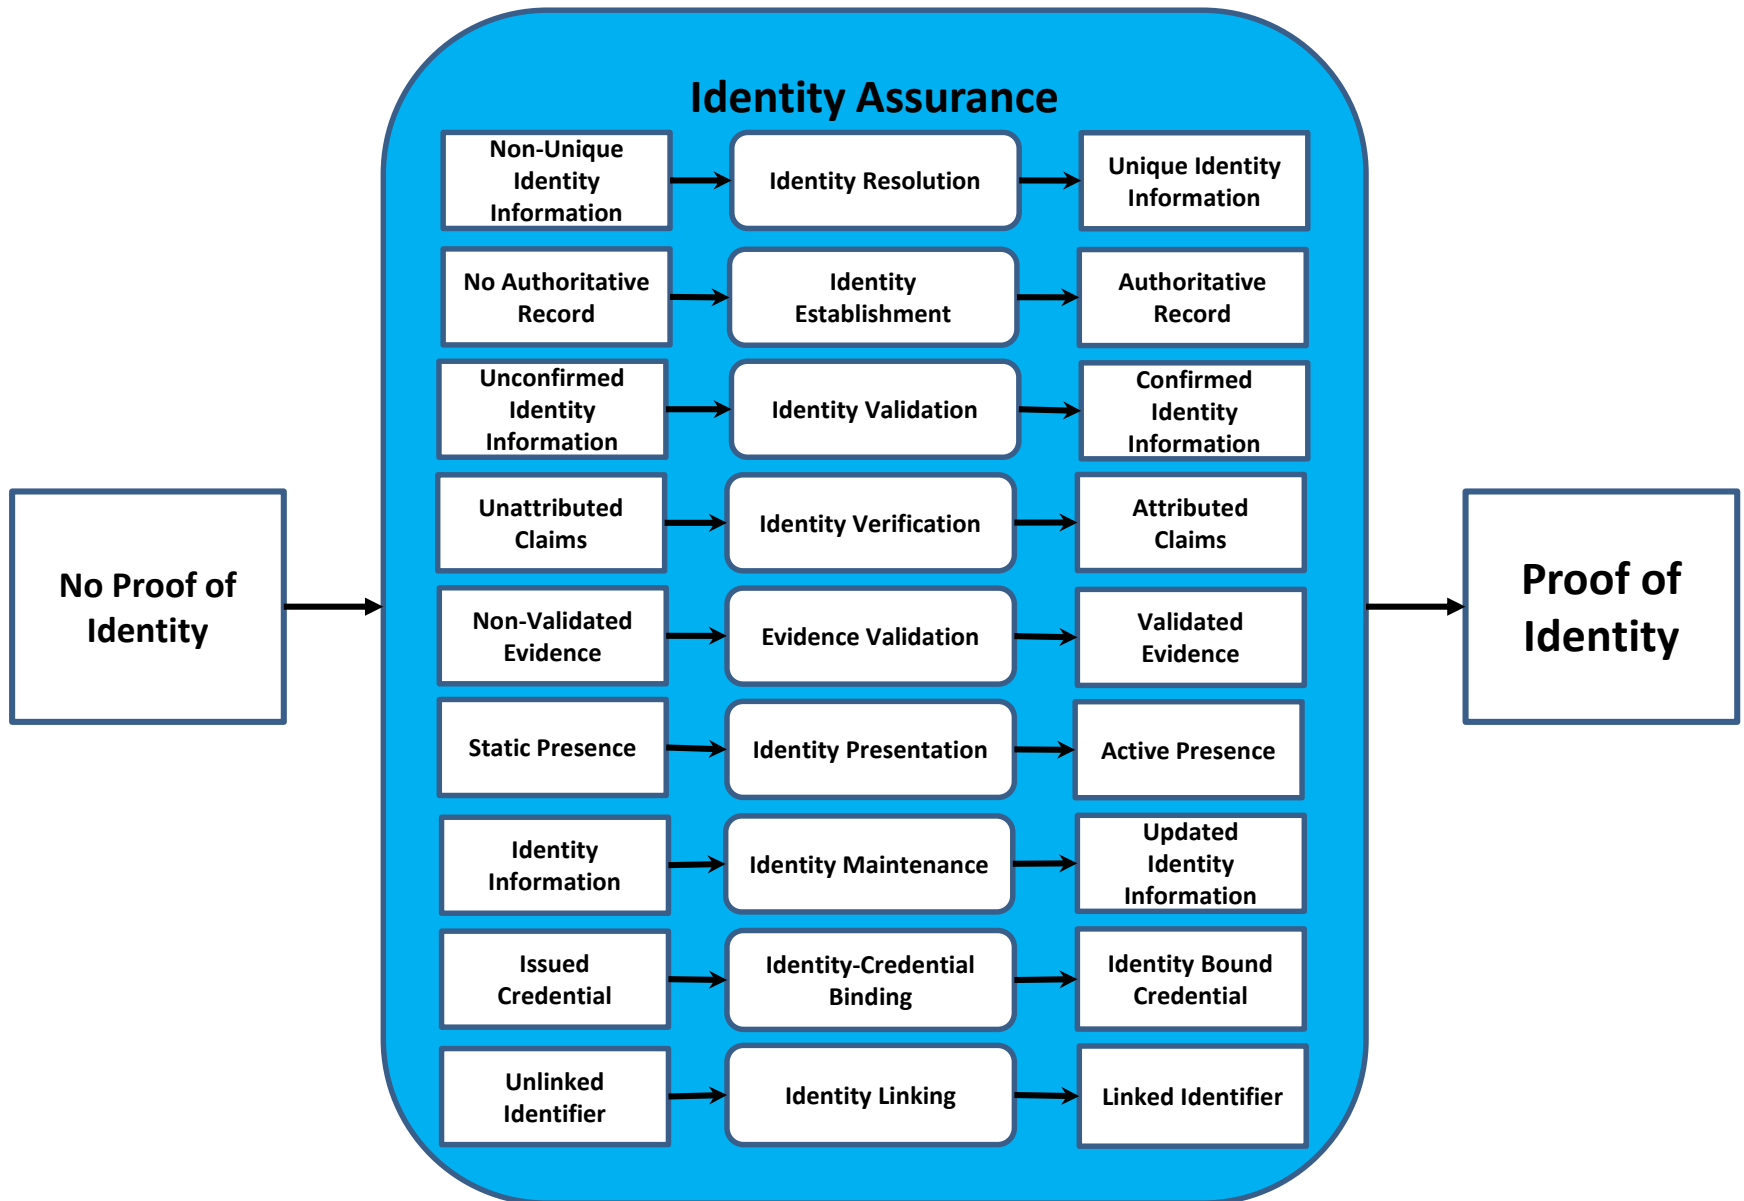 Identity Assurance
Non-Unique
Identity
Information
Identity Resolution
Unique Identity
Information
No Authoritative
Record
Identity
Establishment
Authoritative
Record
Unconfirmed
Identity
Information
Identity Validation
Confirmed
Identity
Information
Unattributed
Claims
Identity Verification
Attributed
Claims
No Proof of
Identity
Non-Validated
Evidence
Evidence Validation
Validated
Evidence
Proof of
Identity
Static Presence
Identity Presentation
Active Presence
Identity
Information
Identity Maintenance
Updated
Identity
Information
Issued
Credential
Identity-Credential
Binding
Identity Bound
Credential
Unlinked
Identifier
Identity Linking
Linked Identifier